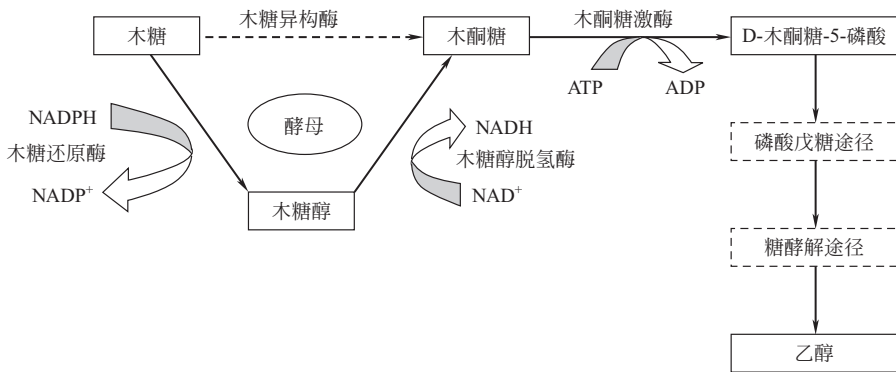 木糖异构酶
木酮糖激酶
木糖
木酮糖
D-木酮糖-5-磷酸
ATP
ADP
NADPH
酵母
NADH
木糖还原酶
木糖醇脱氢酶
磷酸戊糖途径
NADP+
NAD+
木糖醇
糖酵解途径
乙醇